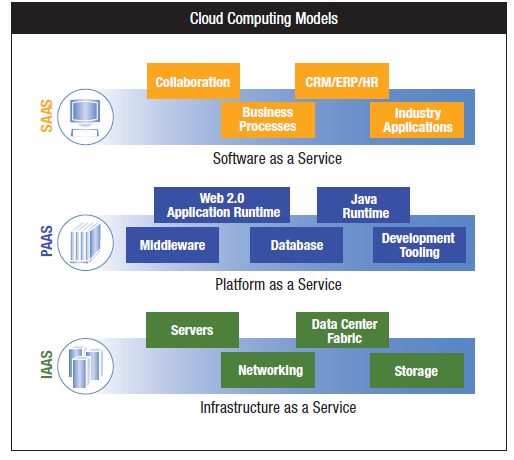 Cloud Computing Models
SAAS
Collaboration
CRM/ERP/HR
Business
Processes
Industry
Applications
Software as a Service
PAAS
Web 2.0
Application Runtime
Java
Runtime
Middleware
Database
Development
Tooling
Platform as a Service
IAAS
Servers
Data Center
Fabric
Networking
Storage
Infrastructure as a Service